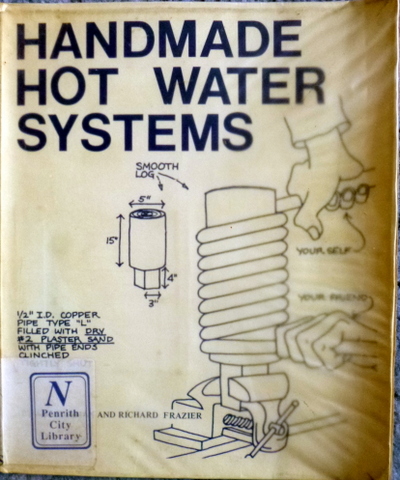 HANDMADE
HOT WATER
SYSTEMS
SMOOTH
LOG
5"
15"
4"
3"
YOUR SELF
YOUR FRIEND
1/2" I.D. COPPER
PIPE TYPE "L"
FILLED WITH DRY
#2 PLASTER SAND
WITH PIPE ENDS
CLINCHED
N
Penrith
City
Library
AND RICHARD FRAZIER